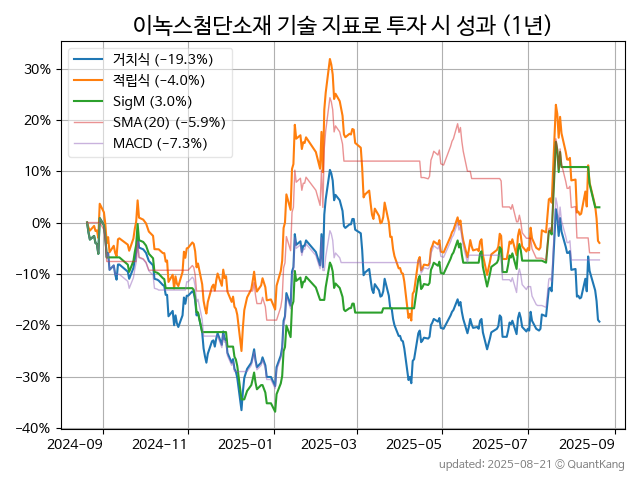 이녹스첨단소재 기술 지표로 투자 시 성과 (1년)
거치식 (−19.3%)
적립식 (−4.0%)
SigM (3.0%)
SMA(20) (−5.9%)
MACD (−7.3%)
30%
20%
10%
0%
−10%
−20%
−30%
−40%
2024-09 2024-11 2025-01 2025-03 2025-05 2025-07 2025-09
updated: 2025-08-21 © QuantKang